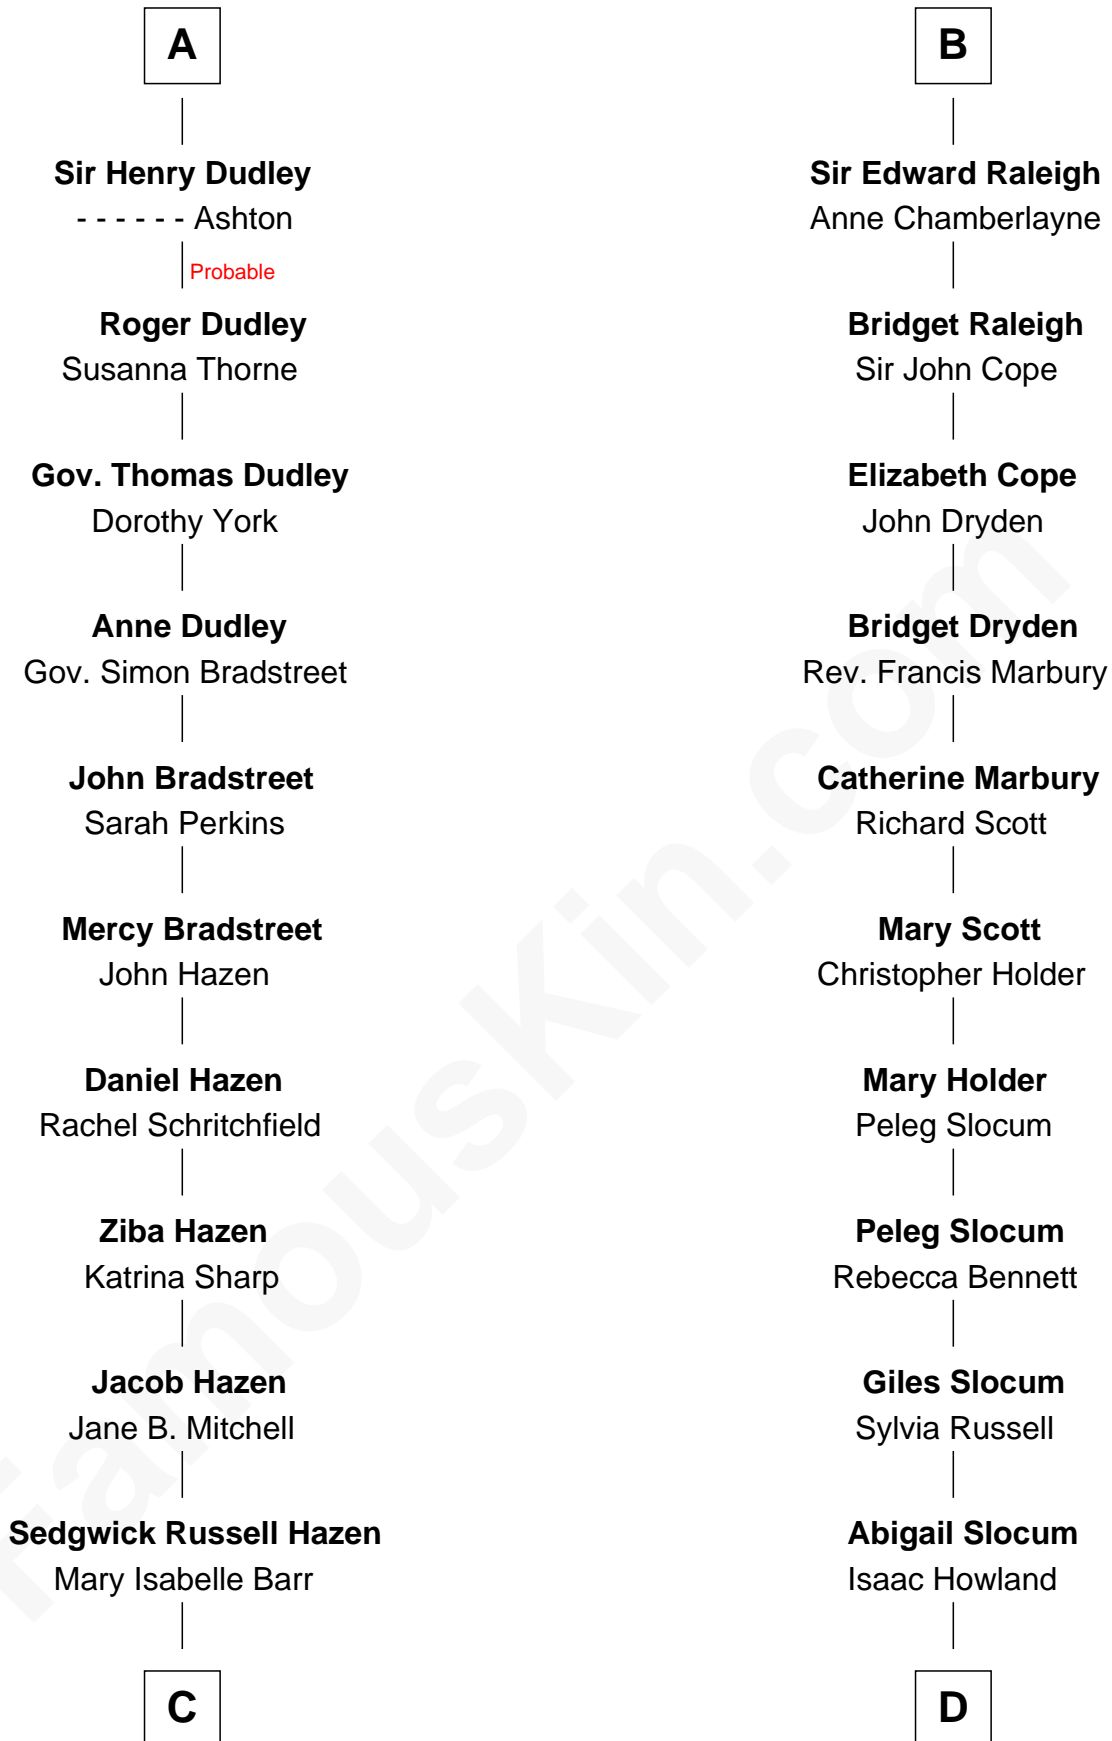 A
Sir Henry Dudley
- - - - - - Ashton
Probable
Roger Dudley
Susanna Thorne
Gov. Thomas Dudley
Dorothy York
Anne Dudley
Gov. Simon Bradstreet
John Bradstreet
Sarah Perkins
Mercy Bradstreet
John Hazen
Daniel Hazen
Rachel Schritchfield
Ziba Hazen
Katrina Sharp
Jacob Hazen
Jane B. Mitchell
Sedgwick Russell Hazen
Mary Isabelle Barr
C
B
Sir Edward Raleigh
Anne Chamberlayne
Bridget Raleigh
Sir John Cope
Elizabeth Cope
John Dryden
Bridget Dryden
Rev. Francis Marbury
Catherine Marbury
Richard Scott
Mary Scott
Christopher Holder
Mary Holder
Peleg Slocum
Peleg Slocum
Rebecca Bennett
Giles Slocum
Sylvia Russell
Abigail Slocum
Isaac Howland
D
FamousKin.com